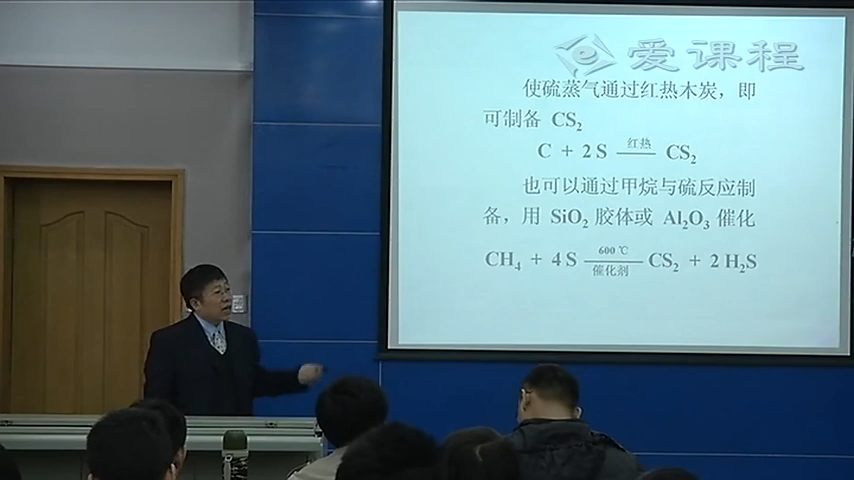 爱课程
使硫蒸气通过红热木炭，即
可制备 CS₂
C + 2 S 红热 CS₂
也可以通过甲烷与硫反应制
备，用 SiO₂ 胶体或 Al₂O₃ 催化
CH₄ + 4 S 600 ℃ 催化剂 CS₂ + 2 H₂S